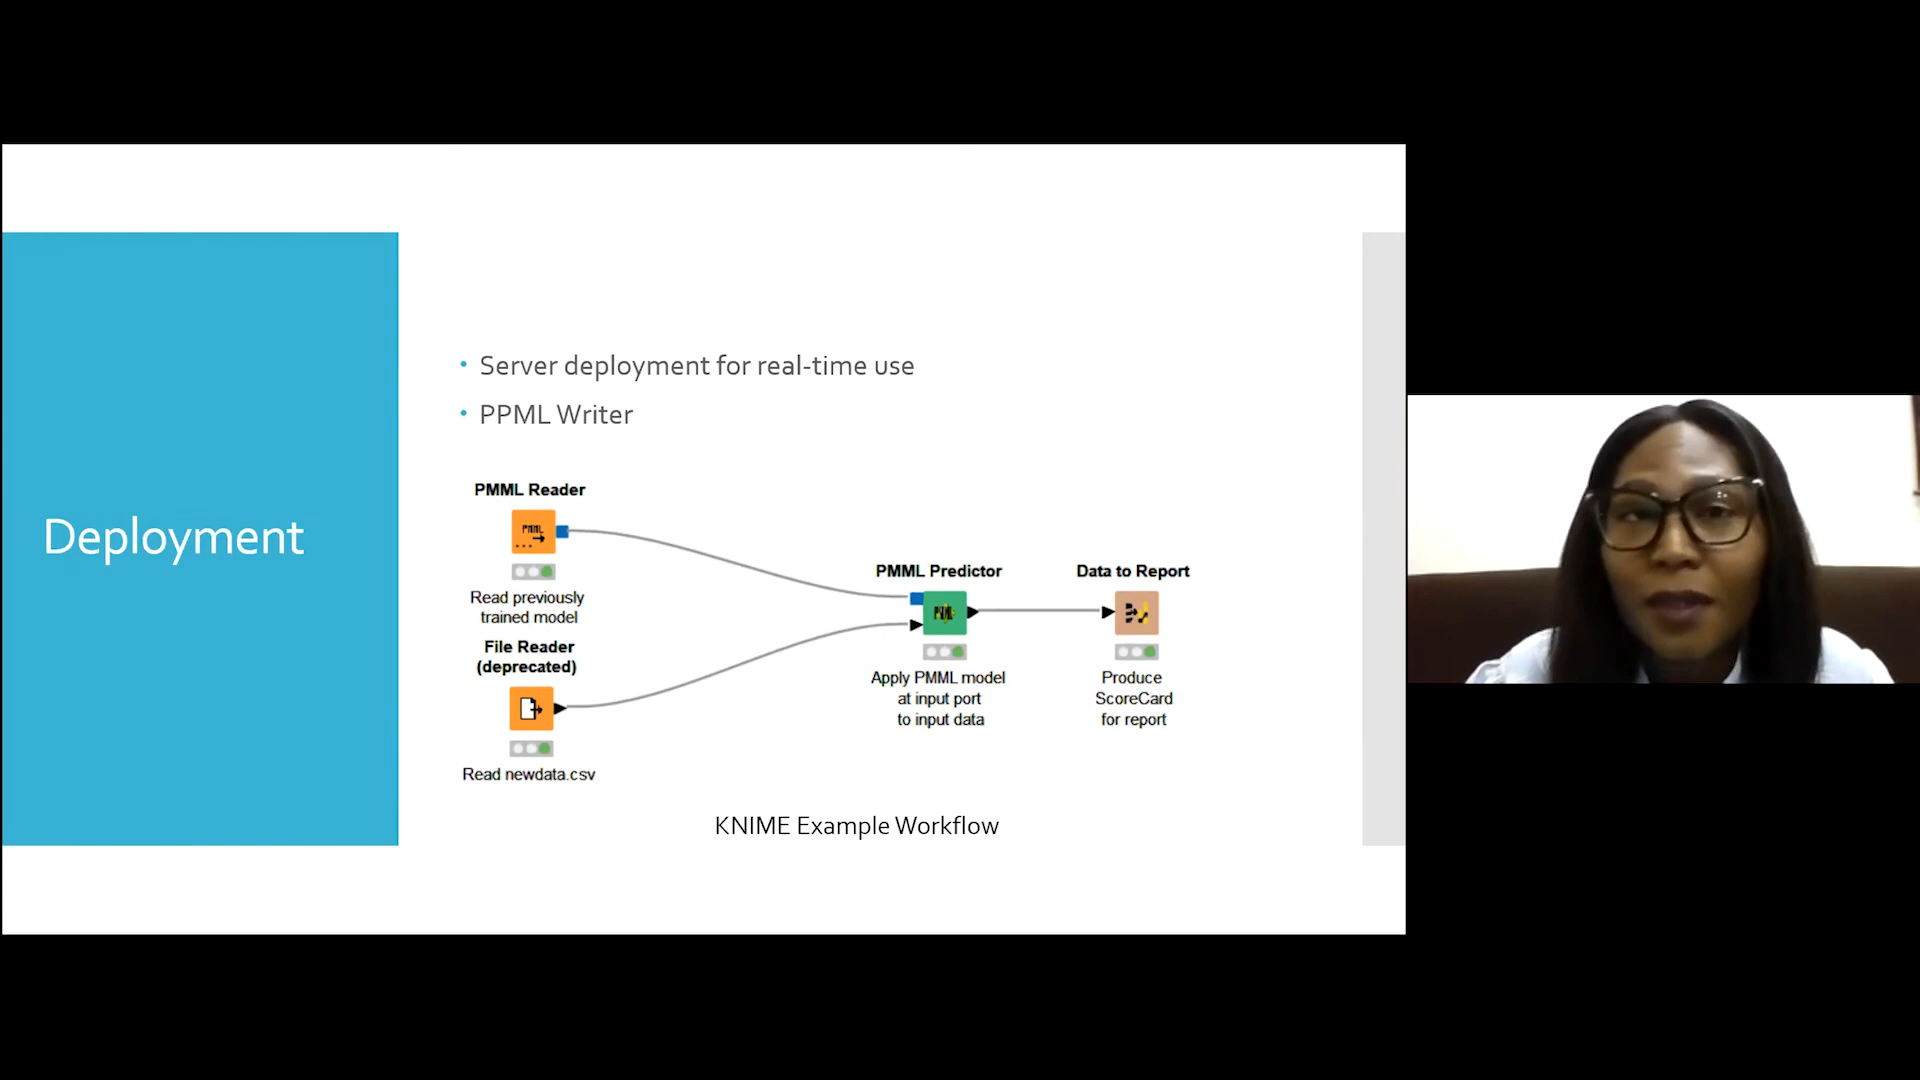 Deployment
Server deployment for real-time use
PPML Writer
PMML Reader
PMML
Read previously
trained model
File Reader
(deprecated)
Read newdata.csv
PMML Predictor
PMML
Apply PMML model
at input port
to input data
Data to Report
Produce
ScoreCard
for report
KNIME Example Workflow